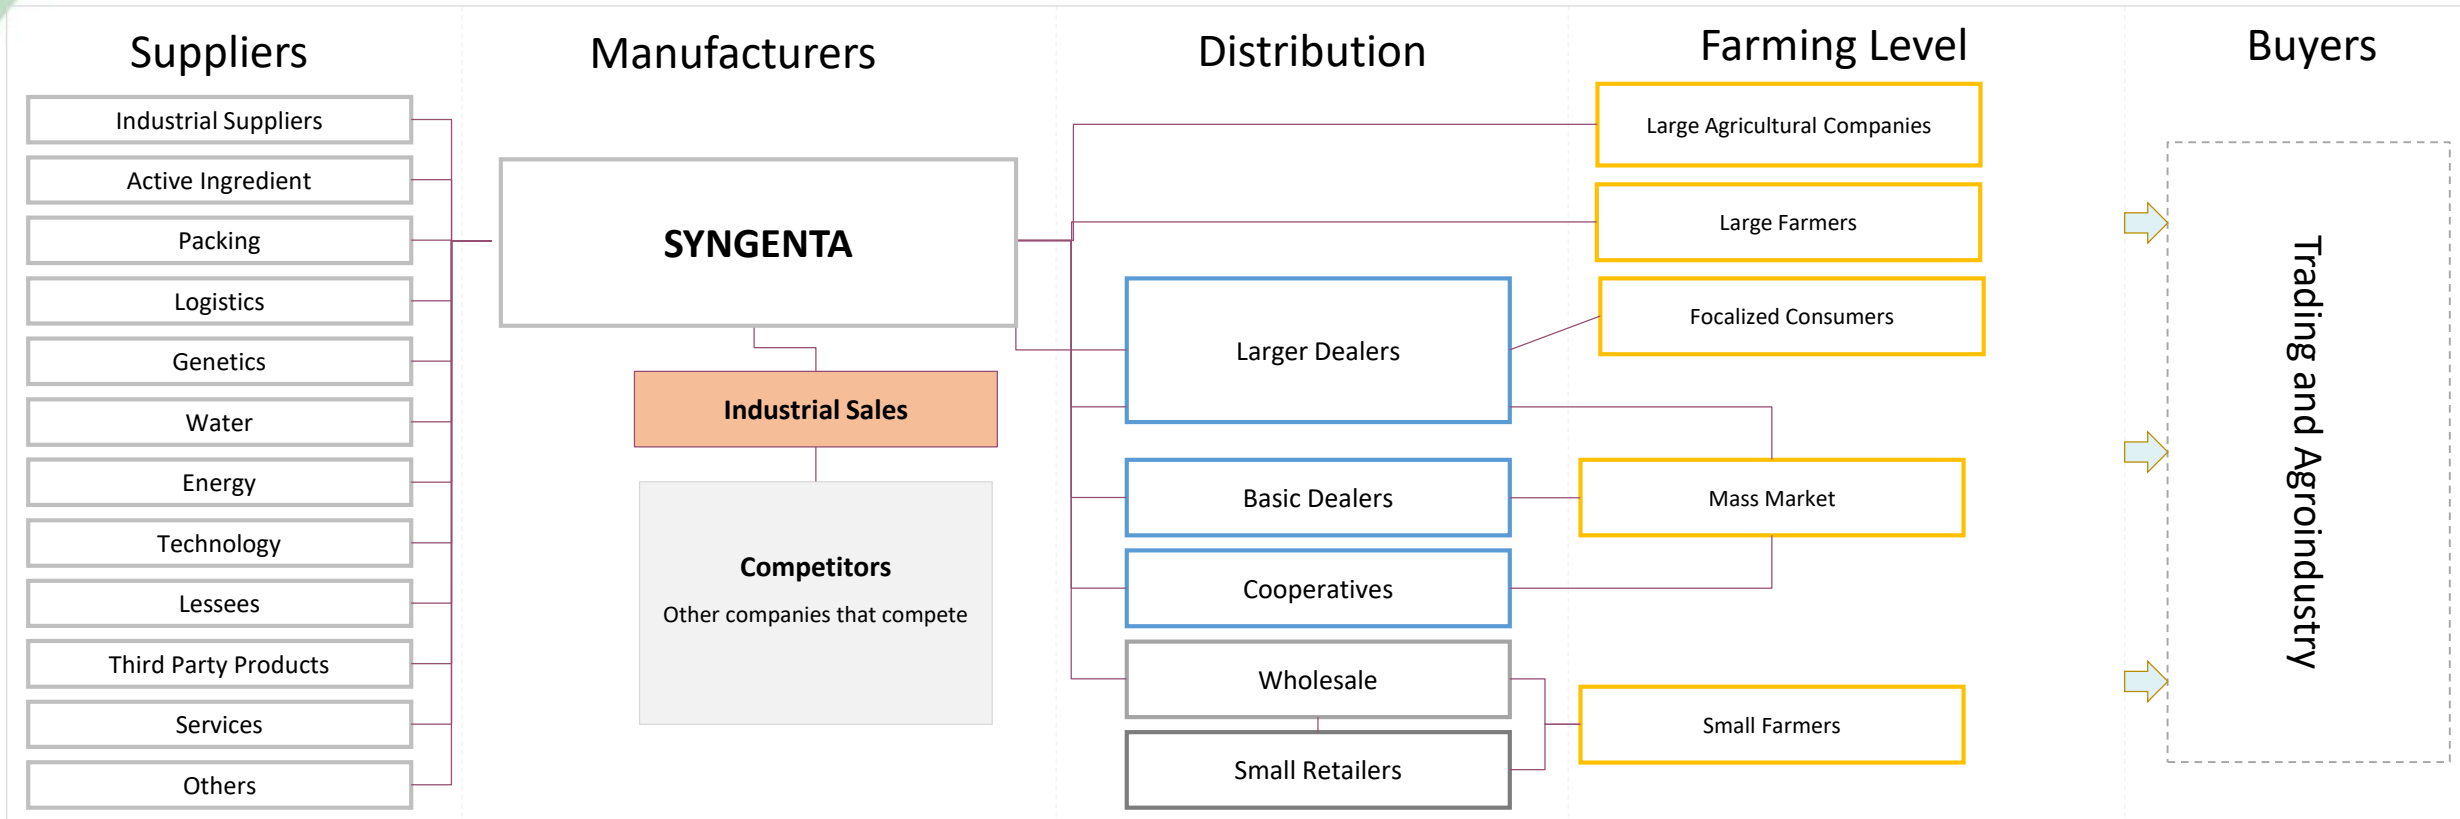 Suppliers
Industrial Suppliers
Active Ingredient
Packing
Logistics
Genetics
Water
Energy
Technology
Lessees
Third Party Products
Services
Others
Manufacturers
SYNGENTA
Industrial Sales
Competitors
Other companies that compete
Distribution
Larger Dealers
Basic Dealers
Cooperatives
Wholesale
Small Retailers
Farming Level
Large Agricultural Companies
Large Farmers
Focalized Consumers
Mass Market
Small Farmers
Buyers
Trading and Agroindustry